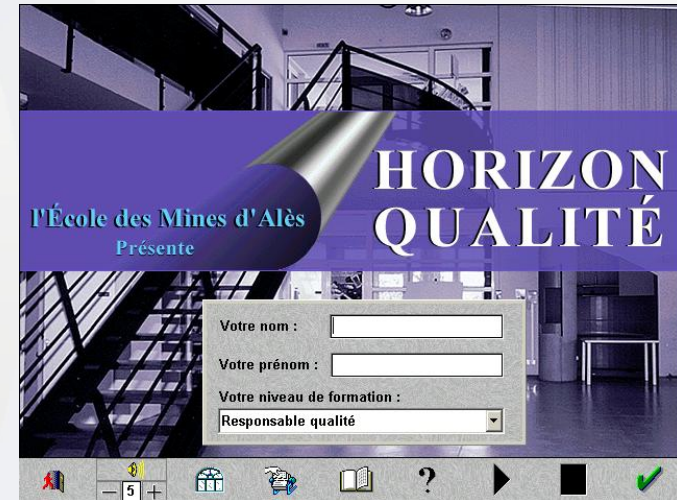 HORIZON
QUALITÉ
l'École des Mines d'Alès
Présente
Votre nom :
Votre prénom :
Votre niveau de formation :
Responsable qualité
− 5 +
?